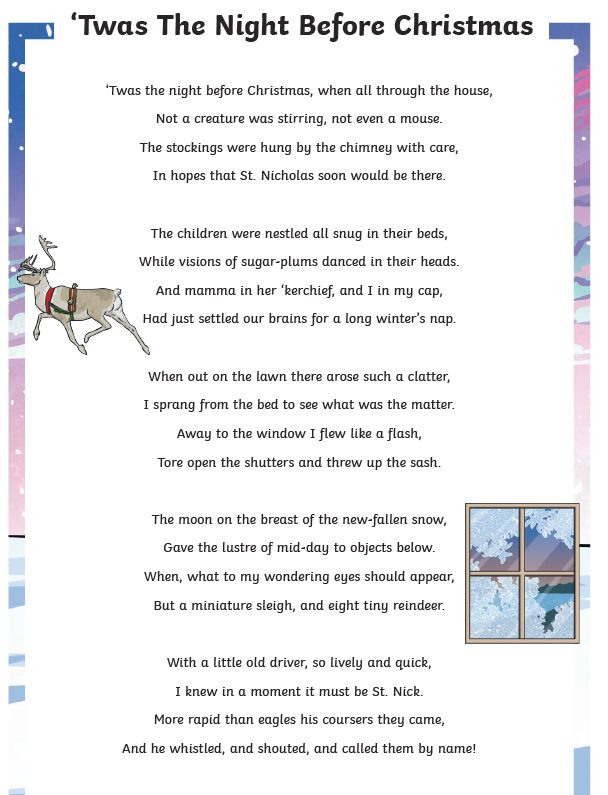 ‘Twas The Night Before Christmas
‘Twas the night before Christmas, when all through the house,
Not a creature was stirring, not even a mouse.
The stockings were hung by the chimney with care,
In hopes that St. Nicholas soon would be there.
The children were nestled all snug in their beds,
While visions of sugar-plums danced in their heads.
And mamma in her ‘kerchief, and I in my cap,
Had just settled our brains for a long winter’s nap.
When out on the lawn there arose such a clatter,
I sprang from the bed to see what was the matter.
Away to the window I flew like a flash,
Tore open the shutters and threw up the sash.
The moon on the breast of the new-fallen snow,
Gave the lustre of mid-day to objects below.
When, what to my wondering eyes should appear,
But a miniature sleigh, and eight tiny reindeer.
With a little old driver, so lively and quick,
I knew in a moment it must be St. Nick.
More rapid than eagles his coursers they came,
And he whistled, and shouted, and called them by name!